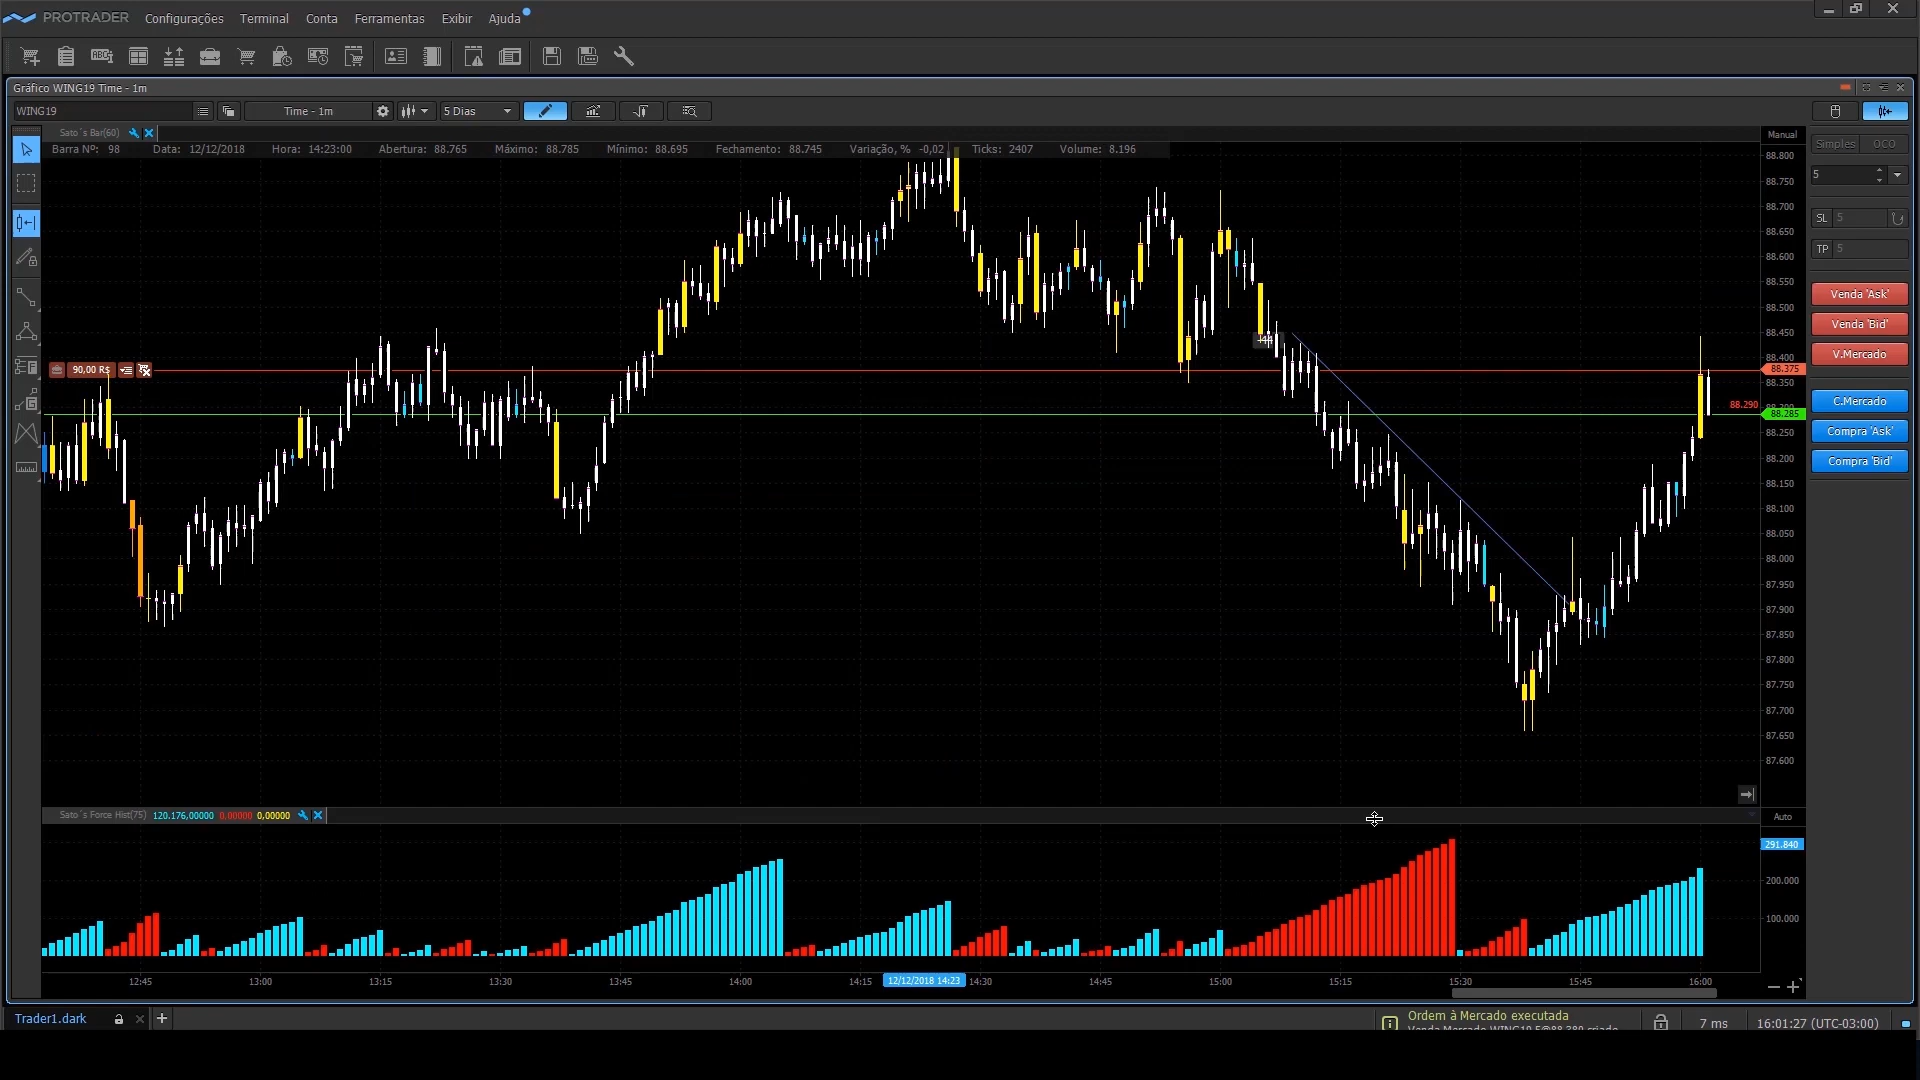 PROTRADER Configurações Terminal Conta Ferramentas Exibir Ajuda
Gráfico WING19 Time - 1m
WING19 Time - 1m 5 Dias
Sato´s Bar(60)
Barra Nº: 98 Data: 12/12/2018 Hora: 14:23:00 Abertura: 88.765 Máximo: 88.785 Mínimo: 88.695 Fechamento: 88.745 Variação, % -0,02 Ticks: 2407 Volume: 8.196
Manual
88.800
88.750
88.700
88.650
88.600
88.550
88.500
88.450
88.400
88.375
88.350
88.290
88.285
88.250
88.200
88.150
88.100
88.050
88.000
87.950
87.900
87.850
87.800
87.750
87.700
87.650
87.600
90,00 R$
-44
Simples OCO
5
SL 5
TP 5
Venda 'Ask'
Venda 'Bid'
V.Mercado
C.Mercado
Compra 'Ask'
Compra 'Bid'
Sato´s Force Hist(75) 120.176,00000 0,00000 0,00000
Auto
291.840
200.000
100.000
12:45 13:00 13:15 13:30 13:45 14:00 14:15 12/12/2018 14:23 14:30 14:45 15:00 15:15 15:30 15:45 16:00
Trader1.dark
Ordem à Mercado executada
Venda Mercado WING19 5@88.380 criado
7 ms 16:01:27 (UTC-03:00)